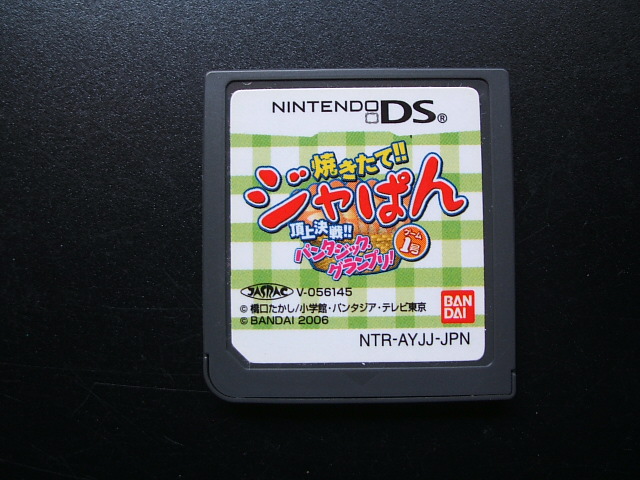 NINTENDO DS®
焼きたて!!
ジャぱん
頂上決戦!!
パンタジック
グランプリ!
ゲーム
1号
JASRAC V-056145
© 橋口たかし/小学館・パンタジア・テレビ東京
© BANDAI 2006
BAN
DAI
NTR-AYJJ-JPN